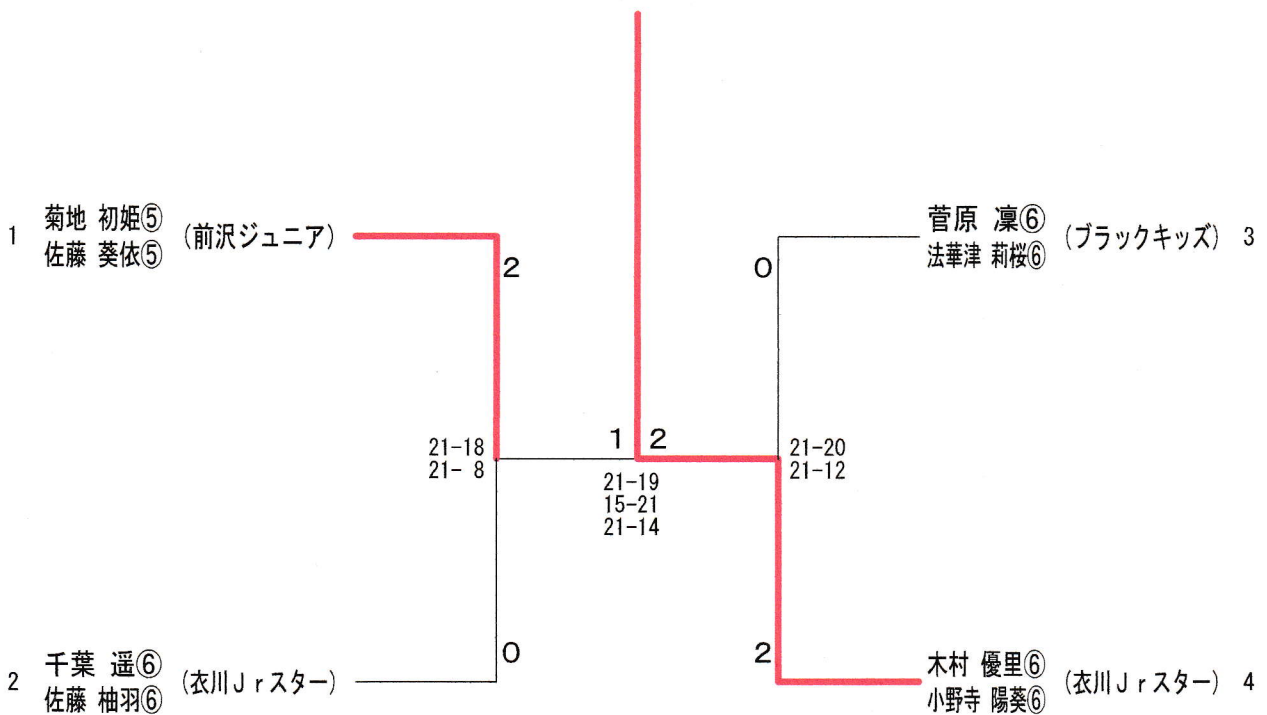 1 菊地 初姫⑤ (前沢ジュニア)
佐藤 葵依⑤
2
菅原 凜⑥ (ブラックキッズ) 3
法華津 莉桜⑥
0
21-18
21- 8
1 2
21-19
15-21
21-14
21-20
21-12
2 千葉 遥⑥ (衣川Jrスター)
佐藤 柚羽⑥
0
2
木村 優里⑥ (衣川Jrスター) 4
小野寺 陽葵⑥